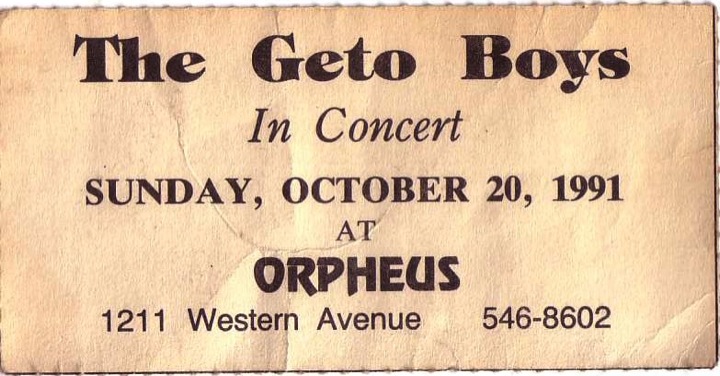 The Geto Boys
In Concert
SUNDAY, OCTOBER 20, 1991
AT
ORPHEUS
1211 Western Avenue 546-8602